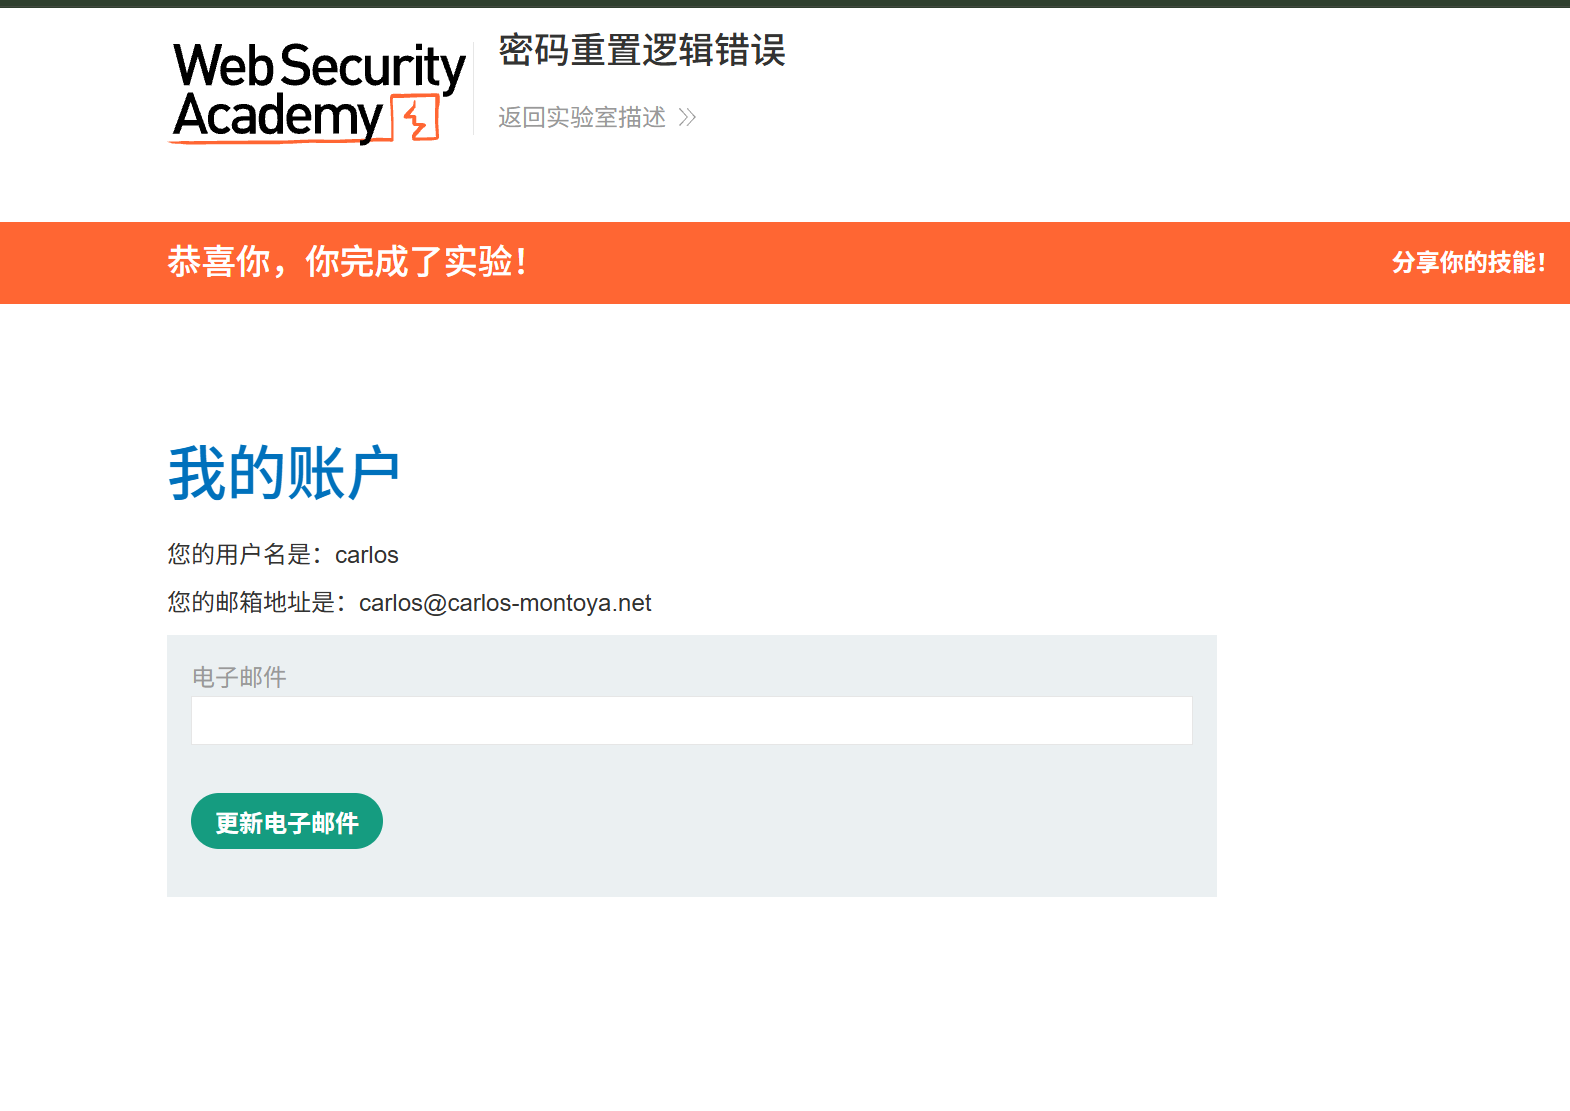 Web Security
Academy
密码重置逻辑错误
返回实验室描述
恭喜你，你完成了实验！
分享你的技能！
我的账户
您的用户名是：carlos
您的邮箱地址是：carlos@carlos-montoya.net
电子邮件
更新电子邮件